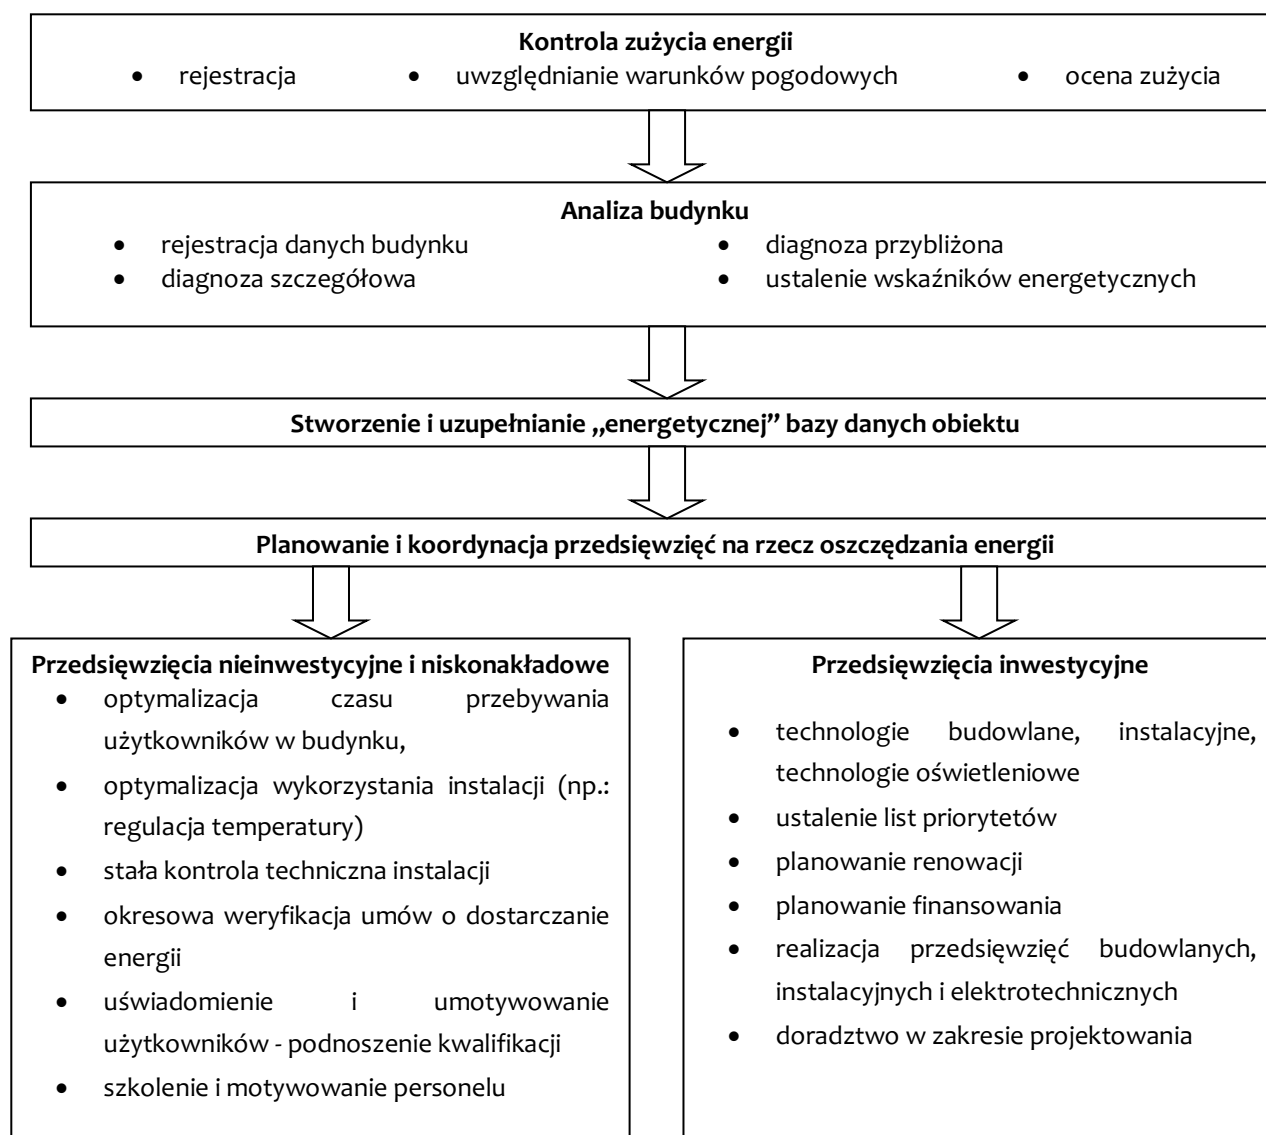 Kontrola zużycia energii
• rejestracja • uwzględnianie warunków pogodowych • ocena zużycia
Analiza budynku
• rejestracja danych budynku • diagnoza przybliżona
• diagnoza szczegółowa • ustalenie wskaźników energetycznych
Stworzenie i uzupełnianie „energetycznej” bazy danych obiektu
Planowanie i koordynacja przedsięwzięć na rzecz oszczędzania energii
Przedsięwzięcia nieinwestycyjne i niskonakładowe
• optymalizacja czasu przebywania
użytkowników w budynku,
• optymalizacja wykorzystania instalacji (np.:
regulacja temperatury)
• stała kontrola techniczna instalacji
• okresowa weryfikacja umów o dostarczanie
energii
• uświadomienie i umotywowanie
użytkowników - podnoszenie kwalifikacji
• szkolenie i motywowanie personelu
Przedsięwzięcia inwestycyjne
• technologie budowlane, instalacyjne,
technologie oświetleniowe
• ustalenie list priorytetów
• planowanie renowacji
• planowanie finansowania
• realizacja przedsięwzięć budowlanych,
instalacyjnych i elektrotechnicznych
• doradztwo w zakresie projektowania